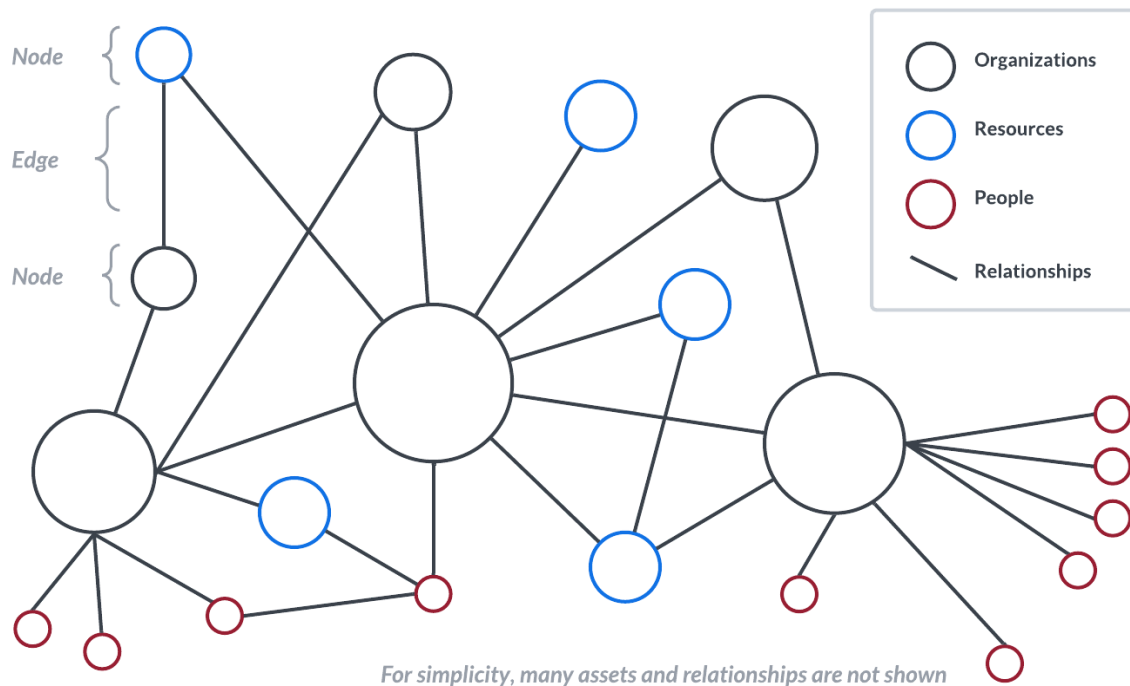 Node
Edge
Node
Organizations
Resources
People
Relationships
For simplicity, many assets and relationships are not shown